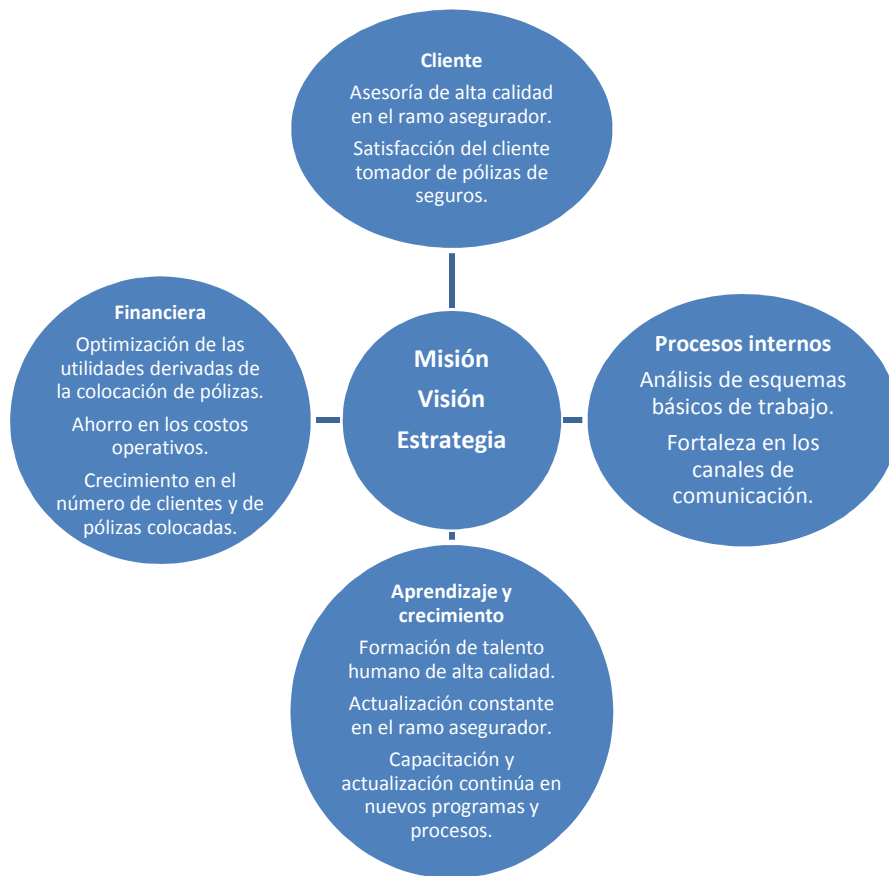 Cliente
Asesoría de alta calidad
en el ramo asegurador.
Satisfacción del cliente
tomador de pólizas de
seguros.
Financiera
Optimización de las
utilidades derivadas de
la colocación de pólizas.
Ahorro en los costos
operativos.
Crecimiento en el
número de clientes y de
pólizas colocadas.
Misión
Visión
Estrategia
Procesos internos
Análisis de esquemas
básicos de trabajo.
Fortaleza en los
canales de
comunicación.
Aprendizaje y
crecimiento
Formación de talento
humano de alta calidad.
Actualización constante
en el ramo asegurador.
Capacitación y
actualización continúa en
nuevos programas y
procesos.